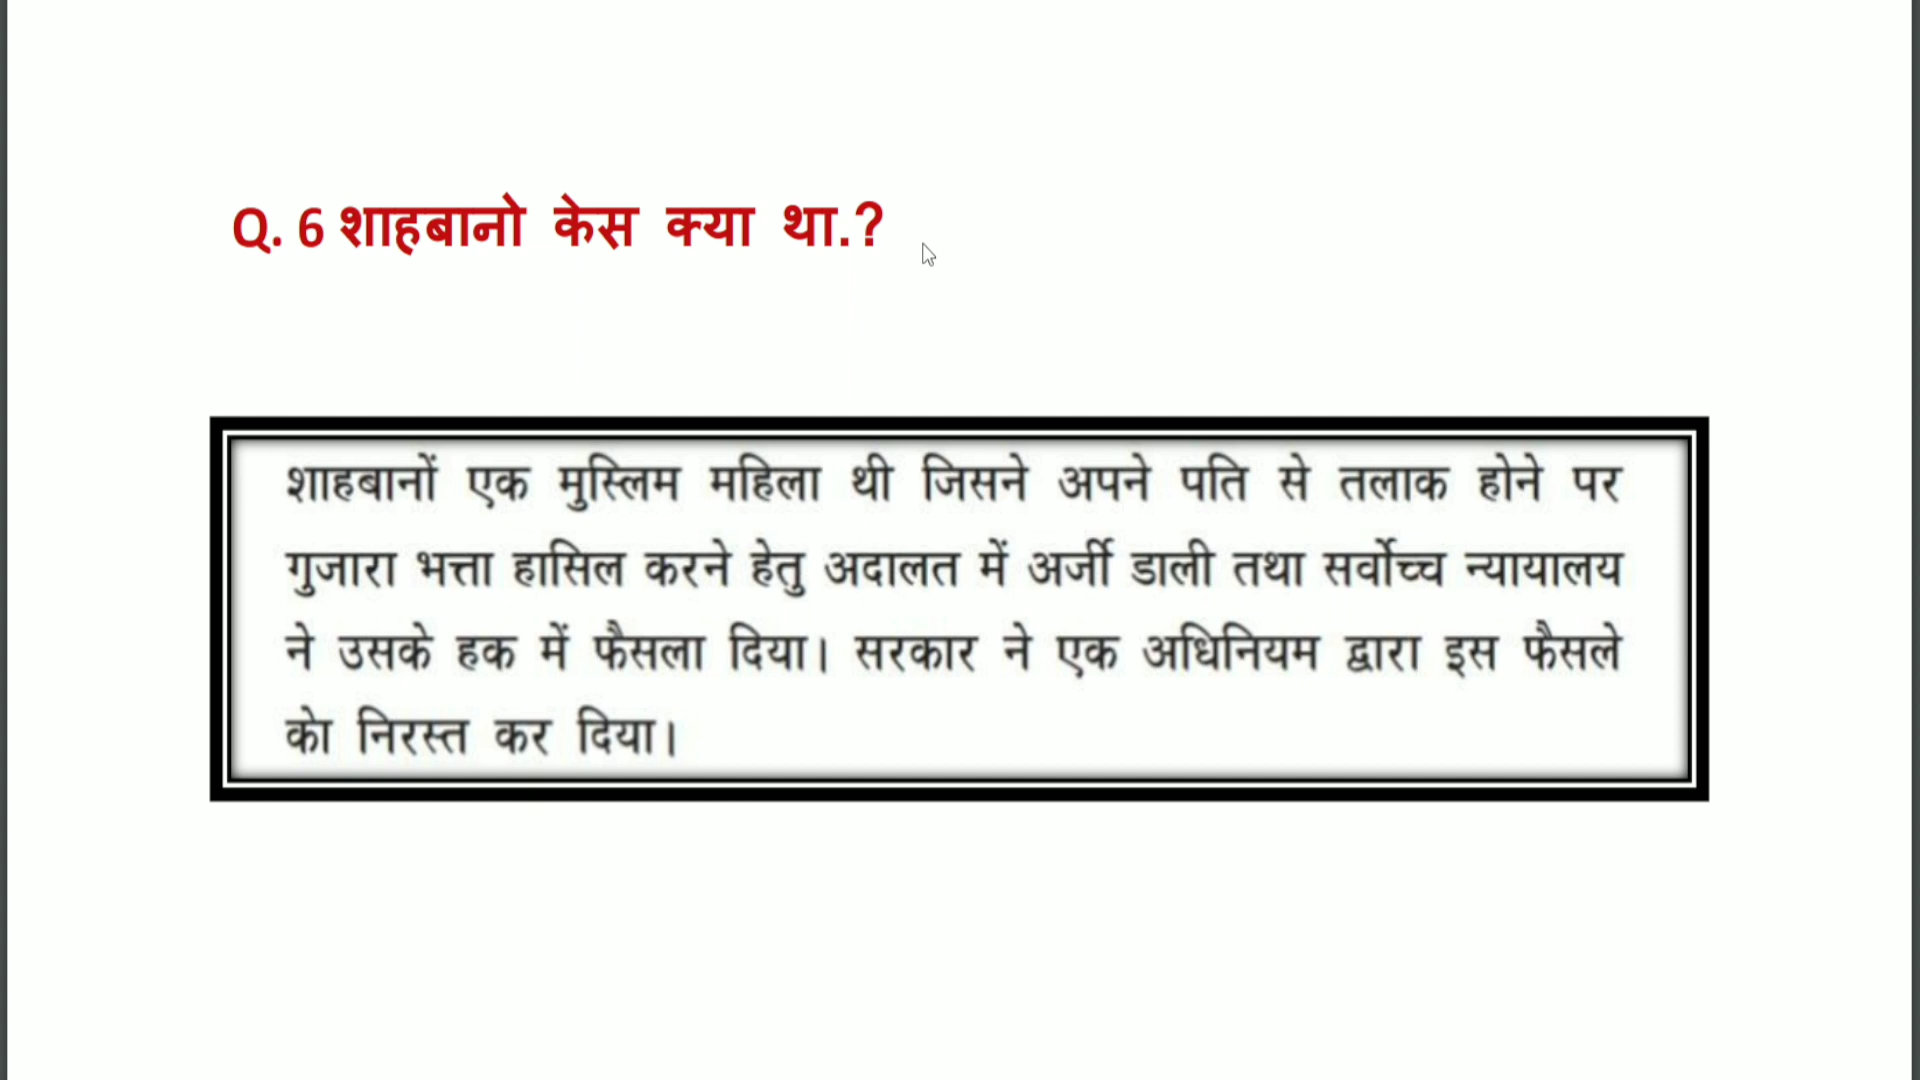 Q. 6 शाहबानो केस क्या था.?
शाहबानों एक मुस्लिम महिला थी जिसने अपने पति से तलाक होने पर
गुजारा भत्ता हासिल करने हेतु अदालत में अर्जी डाली तथा सर्वोच्च न्यायालय
ने उसके हक में फैसला दिया। सरकार ने एक अधिनियम द्वारा इस फैसले
को निरस्त कर दिया।